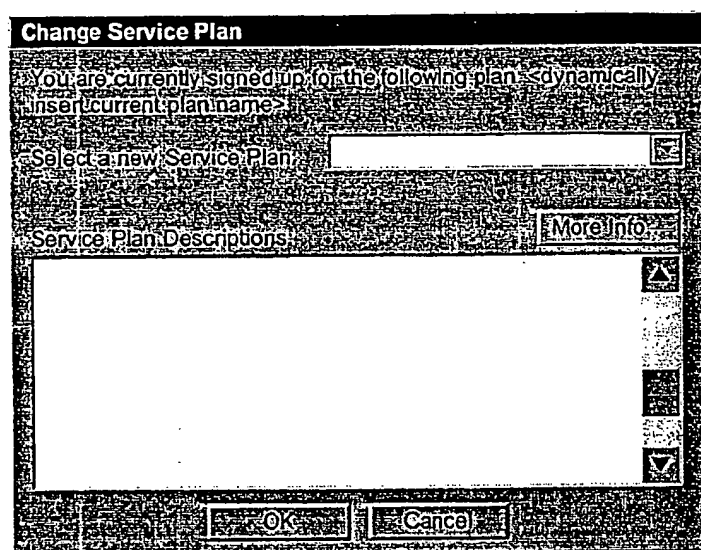 Change Service Plan
You are currently signed up for the following plan: <dynamically
insert current plan name>
Select a new Service Plan:
More Info...
Service Plan Descriptions:
OK
Cancel